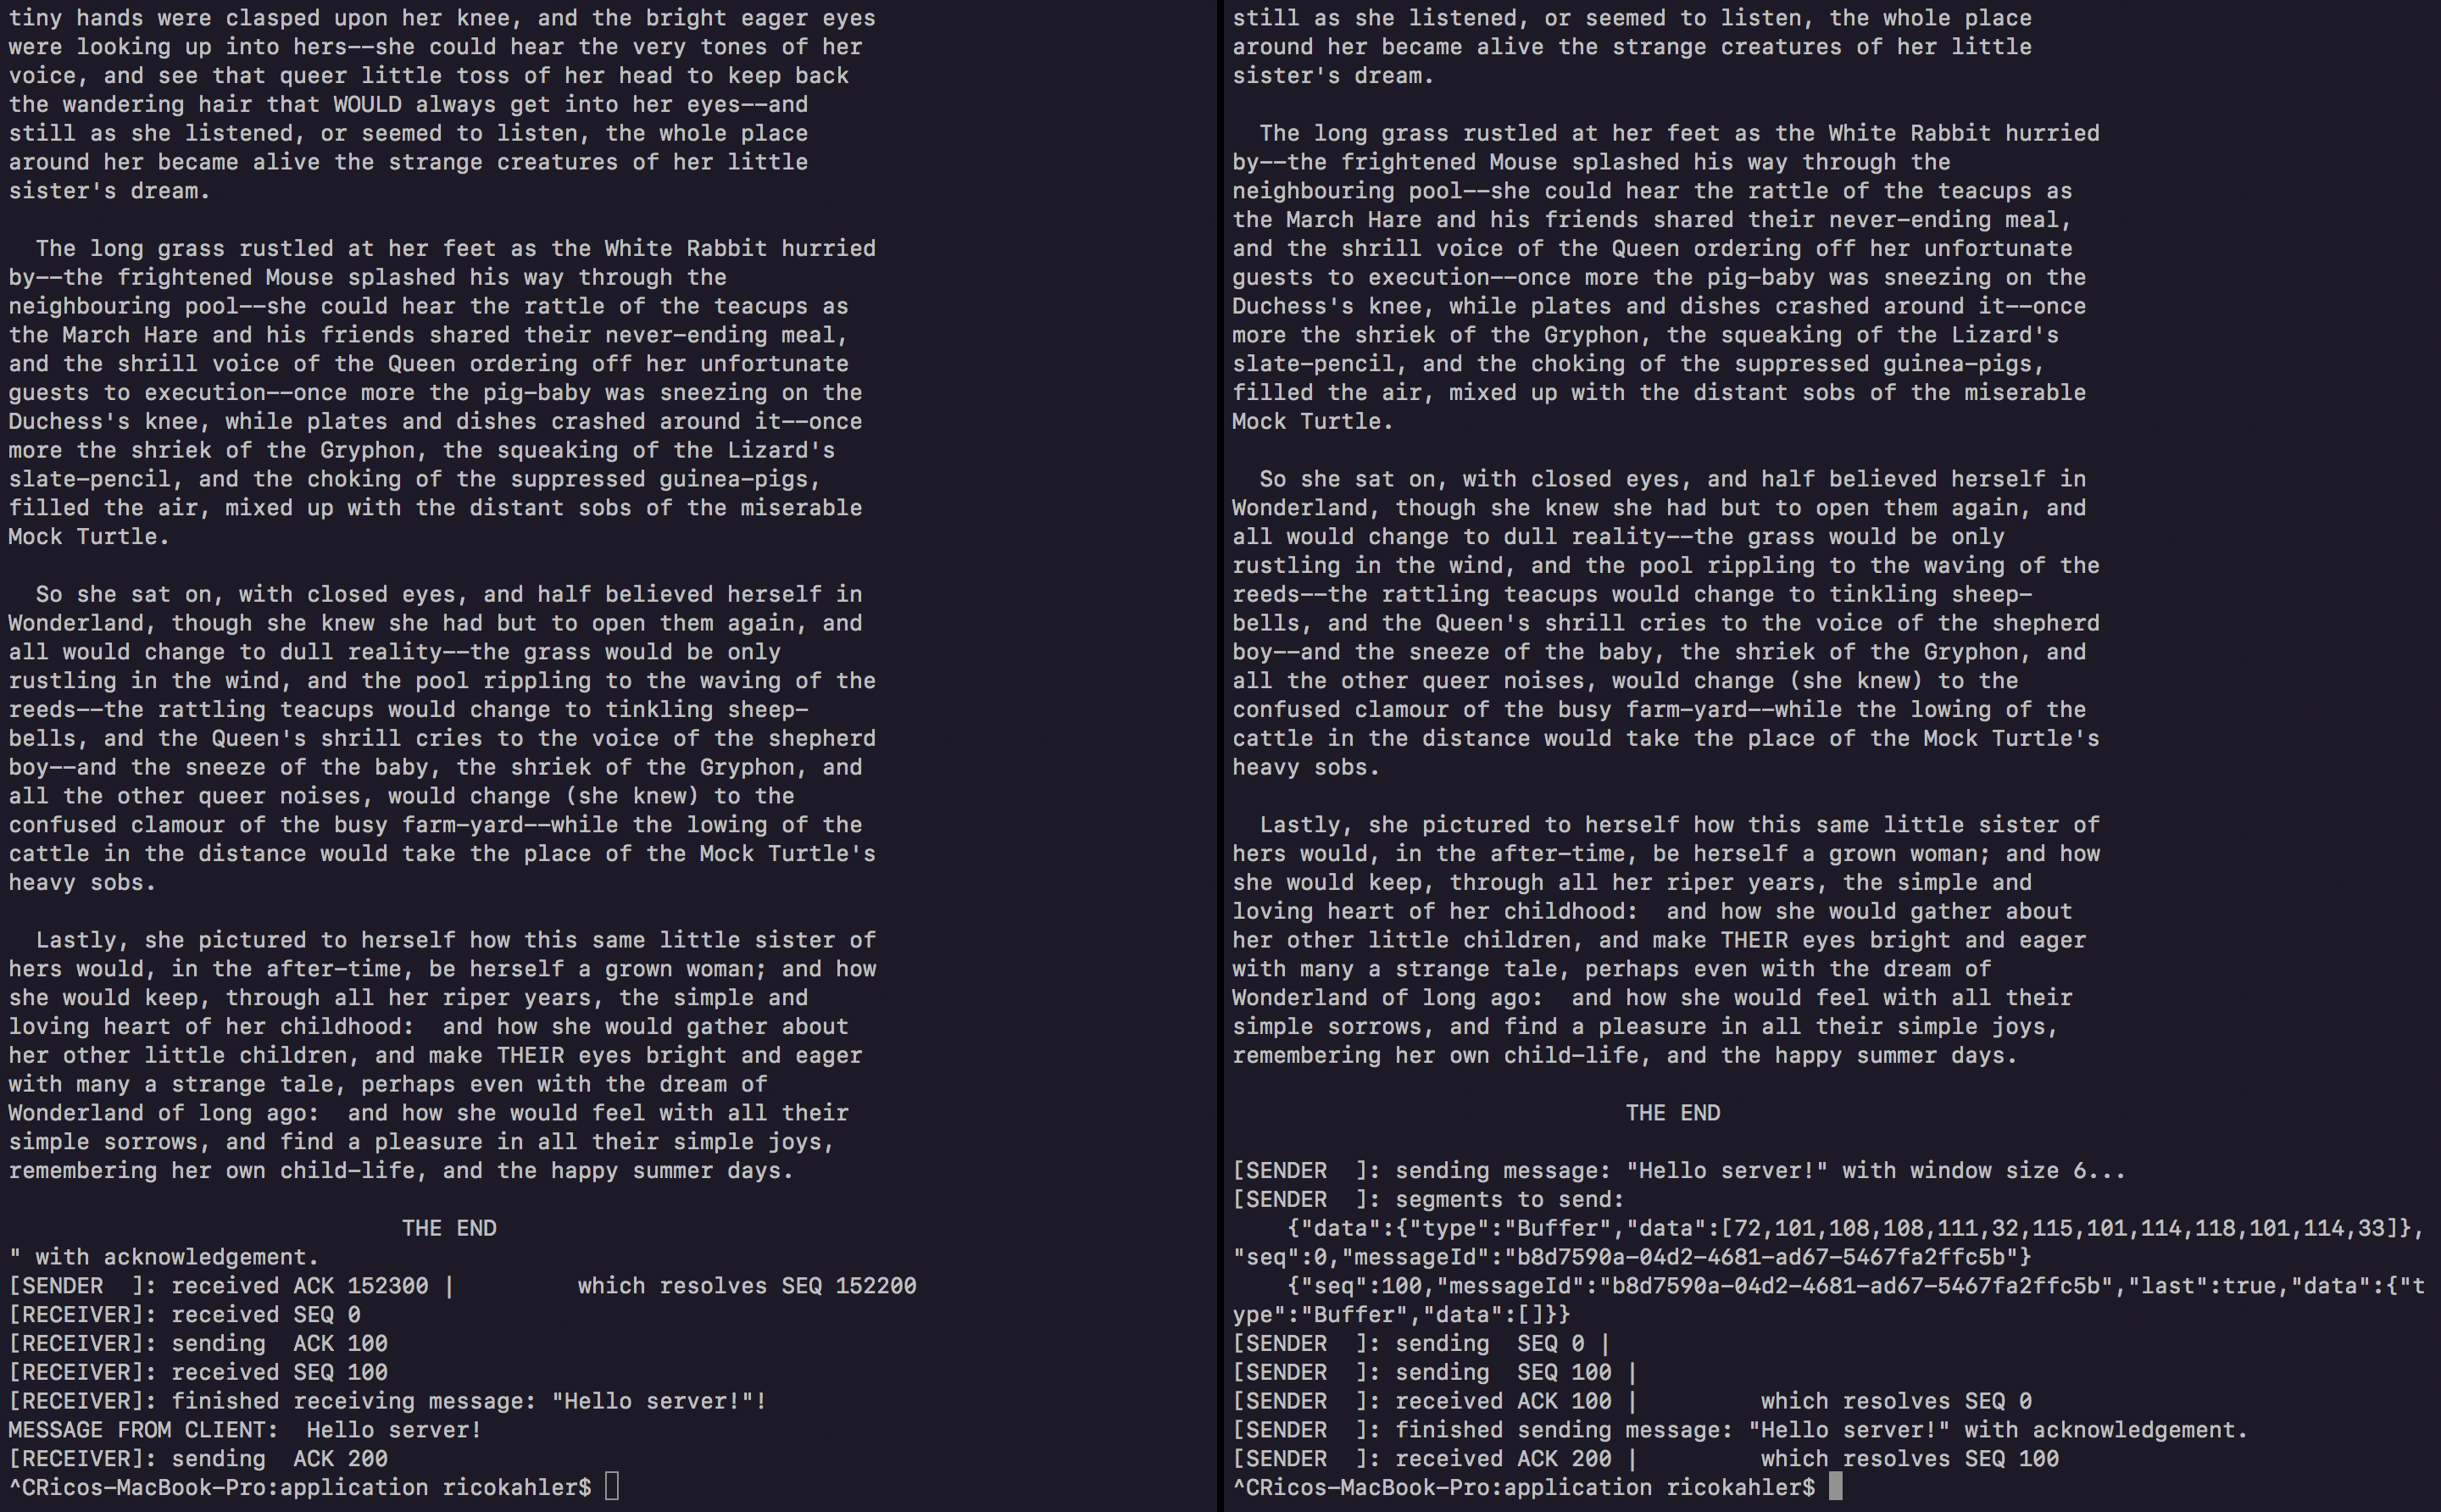 tiny hands were clasped upon her knee, and the bright eager eyes
were looking up into hers--she could hear the very tones of her
voice, and see that queer little toss of her head to keep back
the wandering hair that WOULD always get into her eyes--and
still as she listened, or seemed to listen, the whole place
around her became alive the strange creatures of her little
sister's dream.

  The long grass rustled at her feet as the White Rabbit hurried
by--the frightened Mouse splashed his way through the
neighbouring pool--she could hear the rattle of the teacups as
the March Hare and his friends shared their never-ending meal,
and the shrill voice of the Queen ordering off her unfortunate
guests to execution--once more the pig-baby was sneezing on the
Duchess's knee, while plates and dishes crashed around it--once
more the shriek of the Gryphon, the squeaking of the Lizard's
slate-pencil, and the choking of the suppressed guinea-pigs,
filled the air, mixed up with the distant sobs of the miserable
Mock Turtle.

  So she sat on, with closed eyes, and half believed herself in
Wonderland, though she knew she had but to open them again, and
all would change to dull reality--the grass would be only
rustling in the wind, and the pool rippling to the waving of the
reeds--the rattling teacups would change to tinkling sheep-
bells, and the Queen's shrill cries to the voice of the shepherd
boy--and the sneeze of the baby, the shriek of the Gryphon, and
all the other queer noises, would change (she knew) to the
confused clamour of the busy farm-yard--while the lowing of the
cattle in the distance would take the place of the Mock Turtle's
heavy sobs.

  Lastly, she pictured to herself how this same little sister of
hers would, in the after-time, be herself a grown woman; and how
she would keep, through all her riper years, the simple and
loving heart of her childhood:  and how she would gather about
her other little children, and make THEIR eyes bright and eager
with many a strange tale, perhaps even with the dream of
Wonderland of long ago:  and how she would feel with all their
simple sorrows, and find a pleasure in all their simple joys,
remembering her own child-life, and the happy summer days.

                             THE END
" with acknowledgement.
[SENDER  ]: received ACK 152300 |         which resolves SEQ 152200
[RECEIVER]: received SEQ 0
[RECEIVER]: sending  ACK 100
[RECEIVER]: received SEQ 100
[RECEIVER]: finished receiving message: "Hello server!"!
MESSAGE FROM CLIENT:  Hello server!
[RECEIVER]: sending  ACK 200
^CRicos-MacBook-Pro:application ricokahler$

still as she listened, or seemed to listen, the whole place
around her became alive the strange creatures of her little
sister's dream.

  The long grass rustled at her feet as the White Rabbit hurried
by--the frightened Mouse splashed his way through the
neighbouring pool--she could hear the rattle of the teacups as
the March Hare and his friends shared their never-ending meal,
and the shrill voice of the Queen ordering off her unfortunate
guests to execution--once more the pig-baby was sneezing on the
Duchess's knee, while plates and dishes crashed around it--once
more the shriek of the Gryphon, the squeaking of the Lizard's
slate-pencil, and the choking of the suppressed guinea-pigs,
filled the air, mixed up with the distant sobs of the miserable
Mock Turtle.

  So she sat on, with closed eyes, and half believed herself in
Wonderland, though she knew she had but to open them again, and
all would change to dull reality--the grass would be only
rustling in the wind, and the pool rippling to the waving of the
reeds--the rattling teacups would change to tinkling sheep-
bells, and the Queen's shrill cries to the voice of the shepherd
boy--and the sneeze of the baby, the shriek of the Gryphon, and
all the other queer noises, would change (she knew) to the
confused clamour of the busy farm-yard--while the lowing of the
cattle in the distance would take the place of the Mock Turtle's
heavy sobs.

  Lastly, she pictured to herself how this same little sister of
hers would, in the after-time, be herself a grown woman; and how
she would keep, through all her riper years, the simple and
loving heart of her childhood:  and how she would gather about
her other little children, and make THEIR eyes bright and eager
with many a strange tale, perhaps even with the dream of
Wonderland of long ago:  and how she would feel with all their
simple sorrows, and find a pleasure in all their simple joys,
remembering her own child-life, and the happy summer days.

                             THE END

[SENDER  ]: sending message: "Hello server!" with window size 6...
[SENDER  ]: segments to send:
    {"data":{"type":"Buffer","data":[72,101,108,108,111,32,115,101,114,118,101,114,33]},
"seq":0,"messageId":"b8d7590a-04d2-4681-ad67-5467fa2ffc5b"}
    {"seq":100,"messageId":"b8d7590a-04d2-4681-ad67-5467fa2ffc5b","last":true,"data":{"t
ype":"Buffer","data":[]}}
[SENDER  ]: sending  SEQ 0 |
[SENDER  ]: sending  SEQ 100 |
[SENDER  ]: received ACK 100 |         which resolves SEQ 0
[SENDER  ]: finished sending message: "Hello server!" with acknowledgement.
[SENDER  ]: received ACK 200 |         which resolves SEQ 100
^CRicos-MacBook-Pro:application ricokahler$